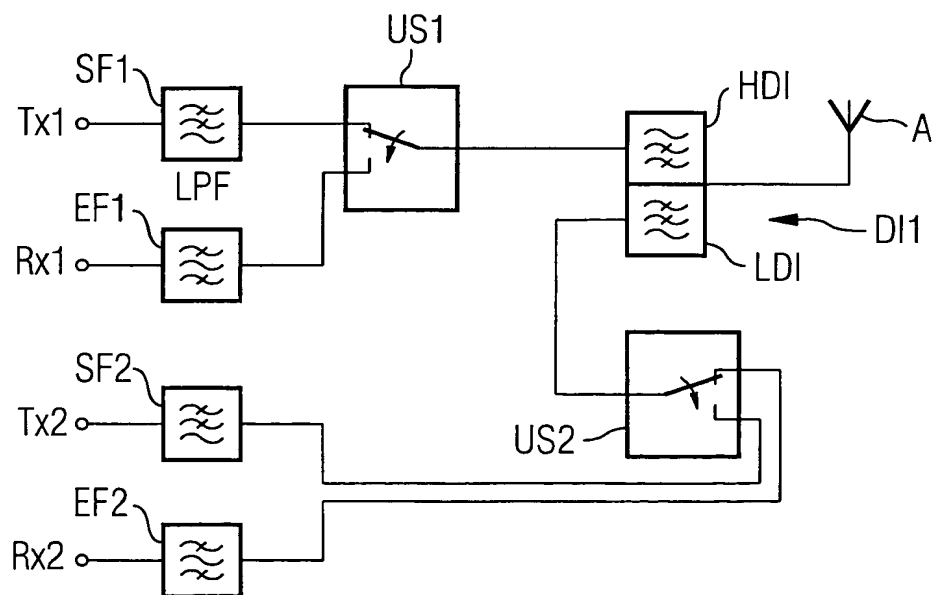 US1
SF1
HDI
Tx1
A
LPF
EF1
DI1
Rx1
LDI
SF2
Tx2
US2
EF2
Rx2